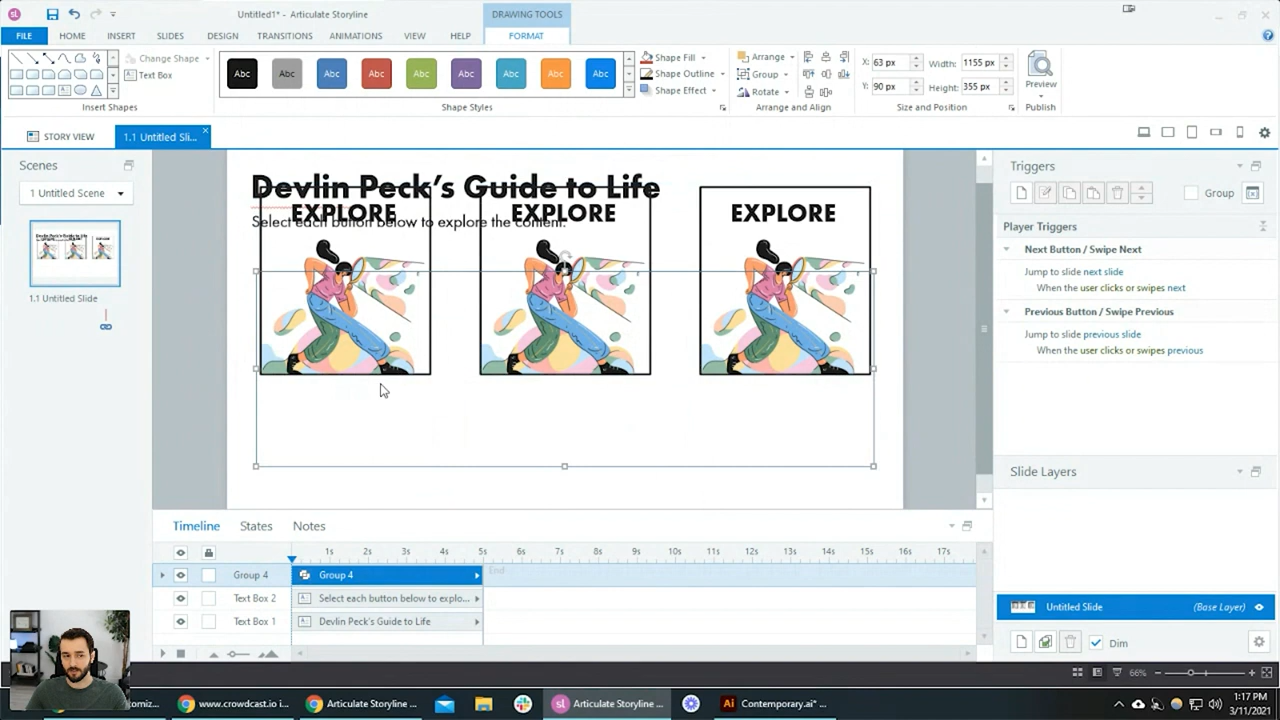 Untitled1* - Articulate Storyline
DRAWING TOOLS
FILE HOME INSERT SLIDES DESIGN TRANSITIONS ANIMATIONS VIEW HELP FORMAT
Change Shape
Text Box
Insert Shapes
Abc Abc Abc Abc Abc Abc Abc Abc Abc
Shape Styles
Shape Fill
Shape Outline
Shape Effect
Arrange
Group
Rotate
Arrange and Align
X: 63 px Width: 1155 px
Y: 90 px Height: 355 px
Size and Position
Preview
Publish
STORY VIEW
1.1 Untitled Sli...
Scenes
1 Untitled Scene
1.1 Untitled Slide
Devlin Peck's Guide to Life
Select each button below to explore the content.
EXPLORE EXPLORE EXPLORE
Triggers
Group
Player Triggers
Next Button / Swipe Next
Jump to slide next slide
When the user clicks or swipes next
Previous Button / Swipe Previous
Jump to slide previous slide
When the user clicks or swipes previous
Slide Layers
Untitled Slide (Base Layer)
Dim
Timeline States Notes
1s 2s 3s 4s 5s 6s 7s 8s 9s 10s 11s 12s 13s 14s 15s 16s 17s
End
Group 4 Group 4
Text Box 2 Select each button below to explo...
Text Box 1 Devlin Peck's Guide to Life
66%
omiz...
www.crowdcast.io i...
Articulate Storyline ...
Articulate Storyline ...
Contemporary.ai* ...
1:17 PM
3/11/2021